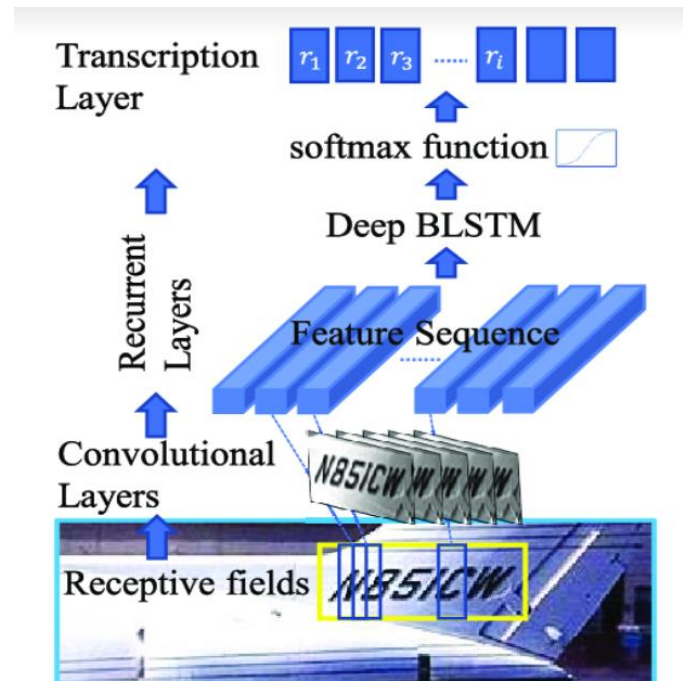 Transcription
Layer
r1 r2 r3 ...... ri
softmax function
Deep BLSTM
Recurrent
Layers
Feature Sequence
......
Convolutional
Layers
N851CW W W W W
Receptive fields
N851CW